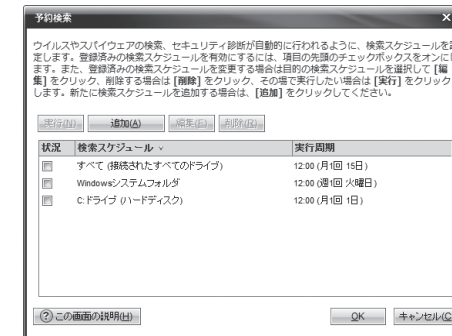 予約検索
ウイルスやスパイウェアの検索、セキュリティ診断が自動的に行われるように、検索スケジュールを
定します。登録済みの検索スケジュールを有効にするには、項目の先頭のチェックボックスをオンに
ます。また、登録済みの検索スケジュールを変更する場合は目的の検索スケジュールを選択して [編
集] をクリック、削除する場合は [削除] をクリック、その場で実行したい場合は [実行] をクリック
します。新たに検索スケジュールを追加する場合は、[追加] をクリックしてください。
実行(N) 追加(A) 編集(E) 削除(R)
状況 検索スケジュール 実行周期
すべて (接続されたすべてのドライブ) 12:00 (月1回 15日)
Windowsシステムフォルダ 12:00 (週1回 火曜日)
C:ドライブ (ハードディスク) 12:00 (月1回 1日)
この画面の説明(H) OK キャンセル(C